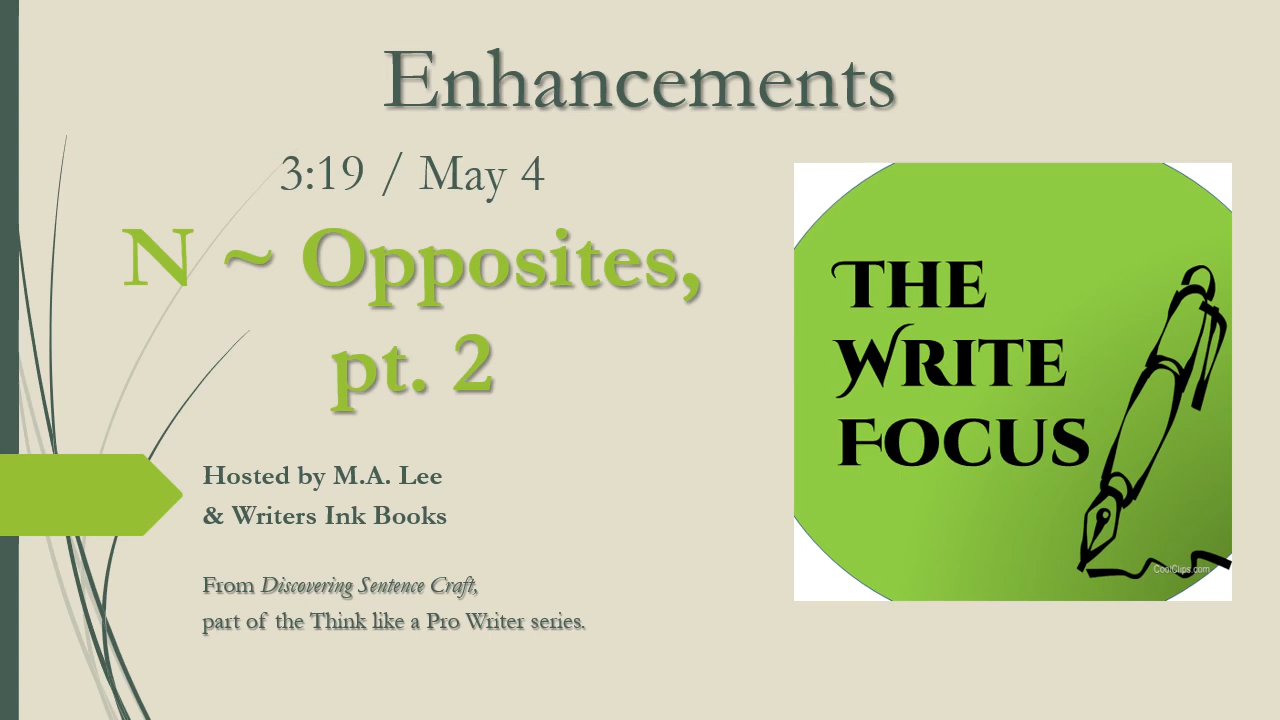 Enhancements
3:19 / May 4
N ~ Opposites,
pt. 2
Hosted by M.A. Lee
& Writers Ink Books
From Discovering Sentence Craft,
part of the Think like a Pro Writer series.
THE
WRITE
FOCUS
CoolClips.com